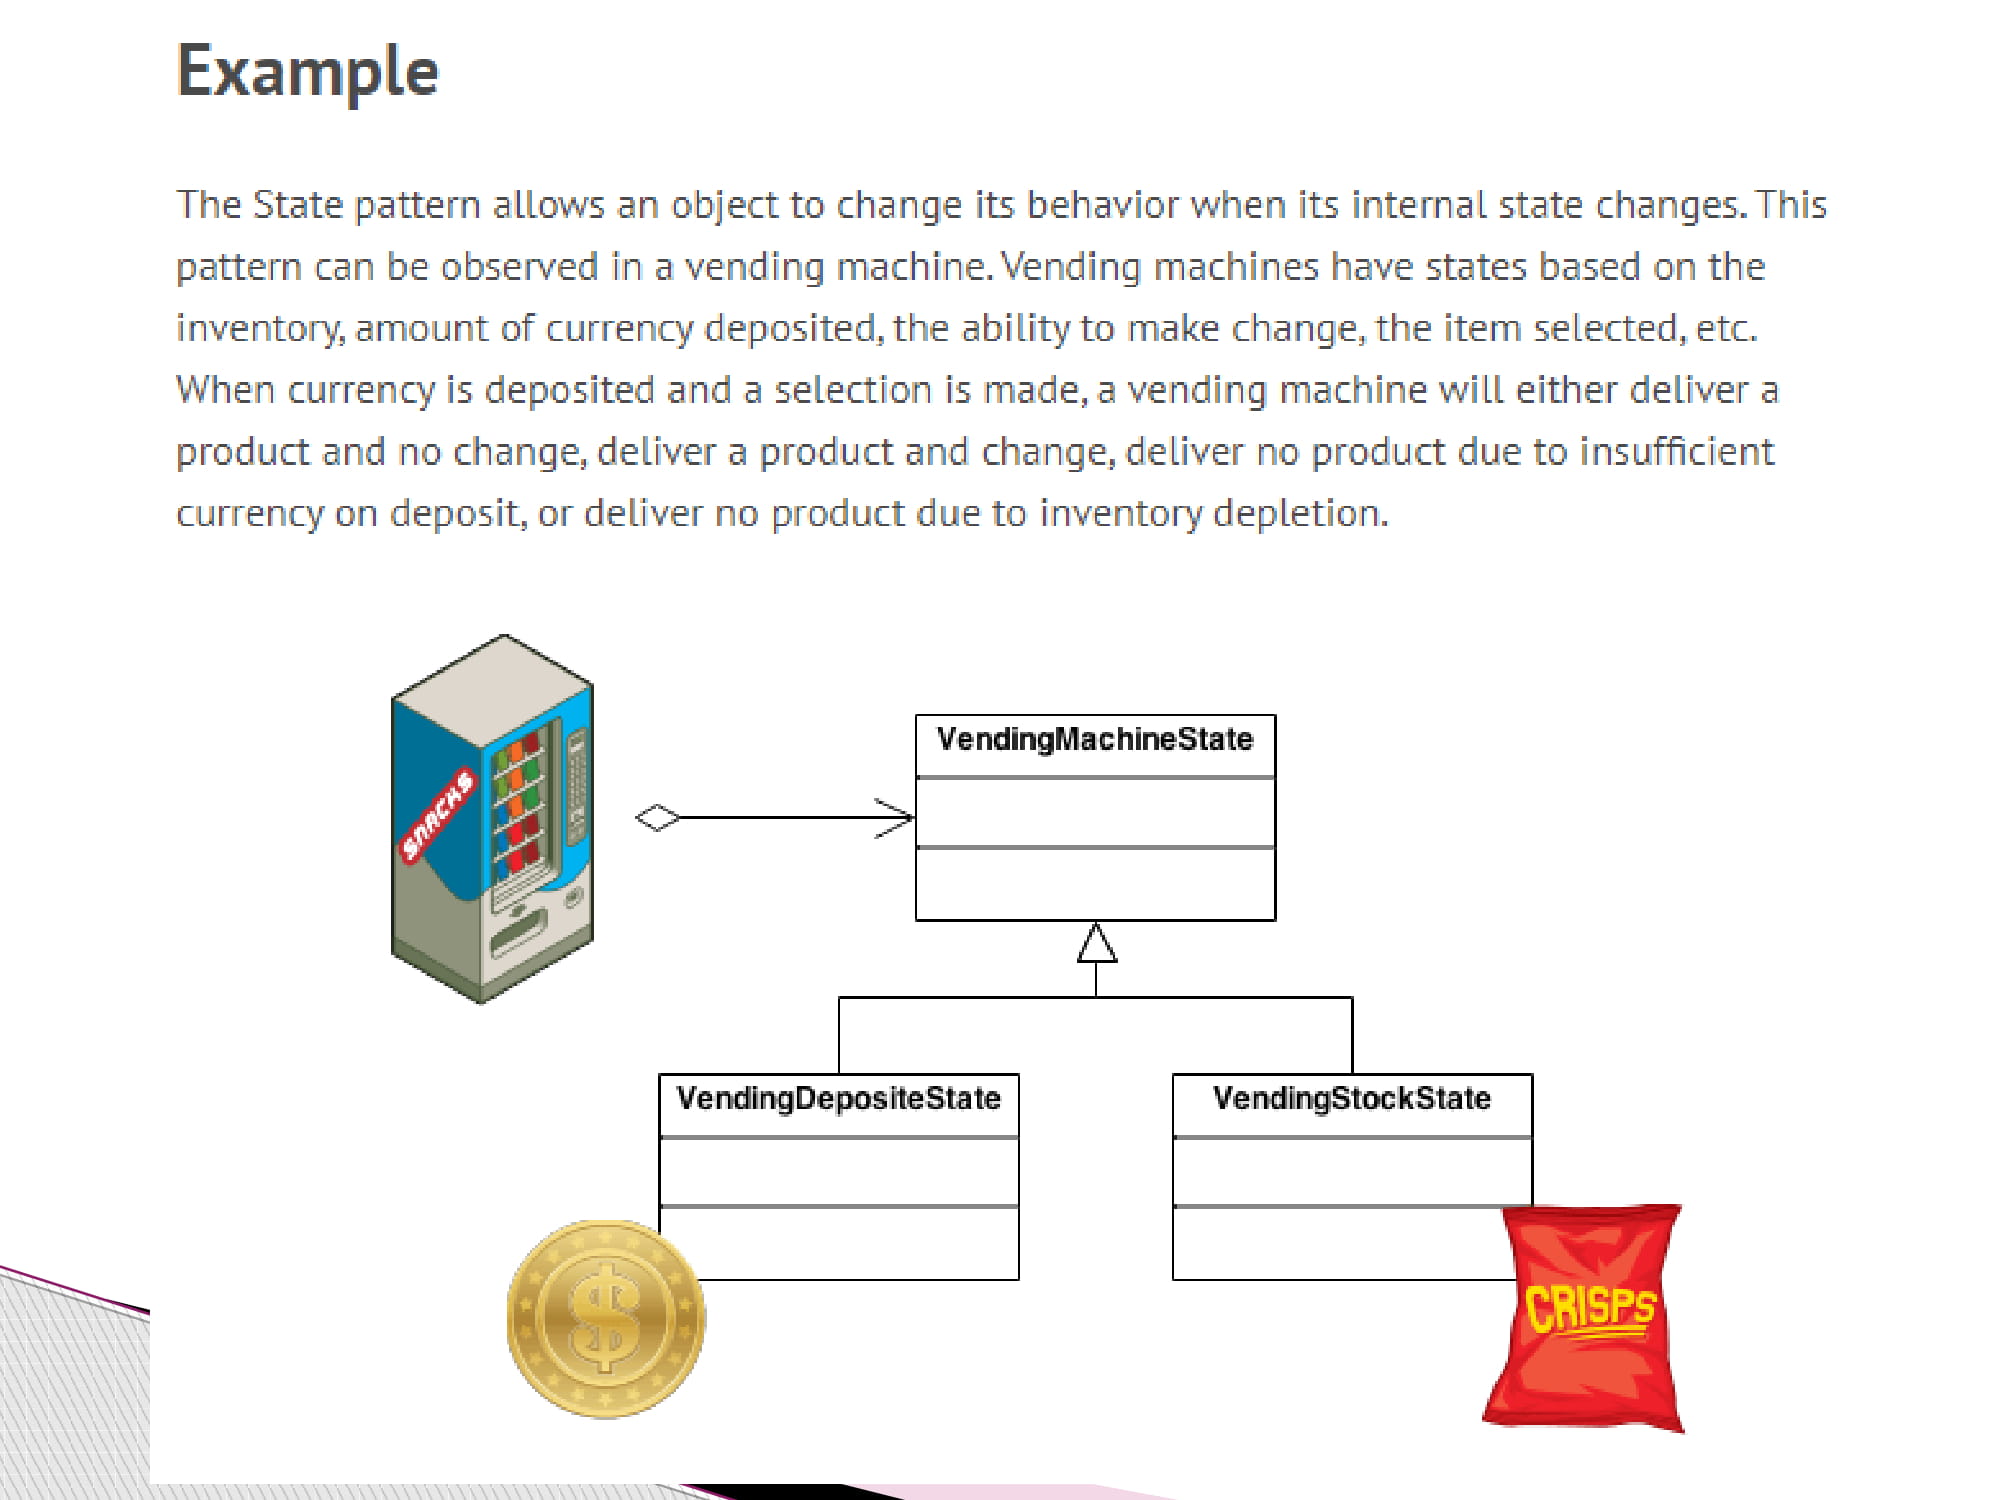 Example
The State pattern allows an object to change its behavior when its internal state changes. This
pattern can be observed in a vending machine. Vending machines have states based on the
inventory, amount of currency deposited, the ability to make change, the item selected, etc.
When currency is deposited and a selection is made, a vending machine will either deliver a
product and no change, deliver a product and change, deliver no product due to insufficient
currency on deposit, or deliver no product due to inventory depletion.
SNACKS
VendingMachineState
VendingDepositeState
VendingStockState
$
CRISPS